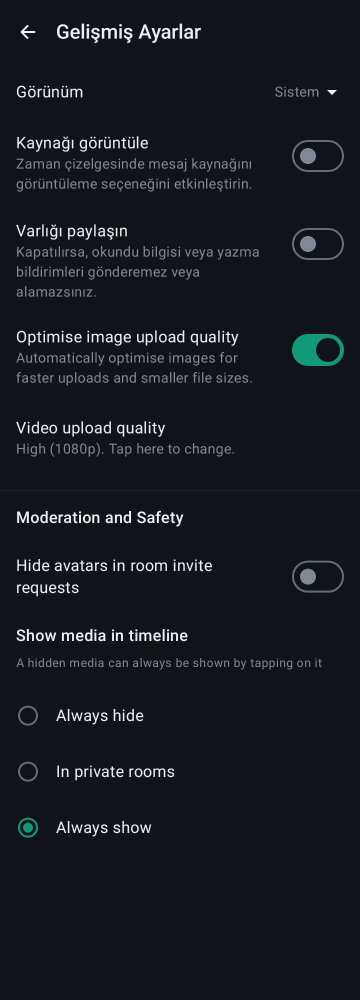 Gelişmiş Ayarlar
Görünüm
Sistem
Kaynağı görüntüle
Zaman çizelgesinde mesaj kaynağını
görüntüleme seçeneğini etkinleştirin.
Varlığı paylaşın
Kapatılırsa, okundu bilgisi veya yazma
bildirimleri gönderemez veya
alamazsınız.
Optimise image upload quality
Automatically optimise images for
faster uploads and smaller file sizes.
Video upload quality
High (1080p). Tap here to change.
Moderation and Safety
Hide avatars in room invite
requests
Show media in timeline
A hidden media can always be shown by tapping on it
Always hide
In private rooms
Always show